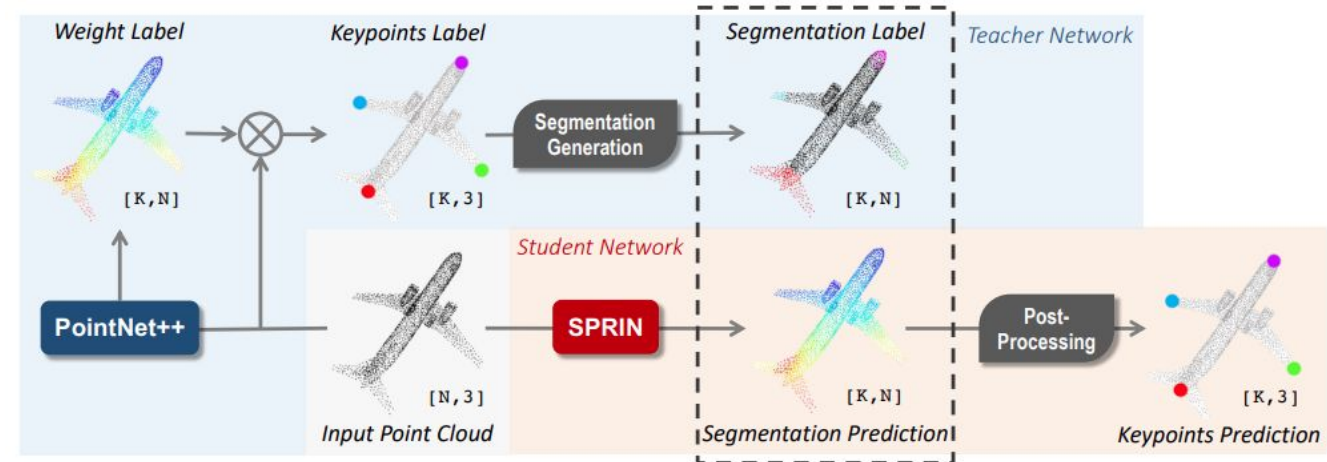 Weight Label
Keypoints Label
Segmentation Label
Teacher Network
Segmentation
Generation
[K,N]
[K,3]
[K,N]
Student Network
PointNet++
SPRIN
Post-
Processing
[N,3]
[K,N]
[K,3]
Input Point Cloud
Segmentation Prediction
Keypoints Prediction